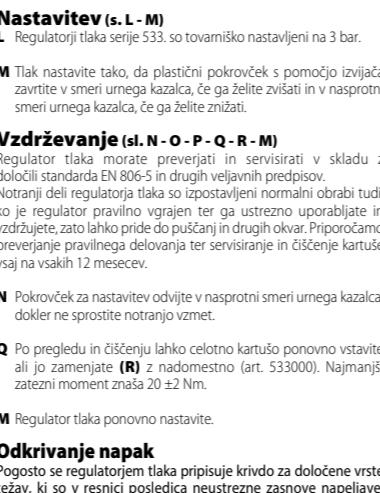 Nastavitev (s. L - M)
L Regulatorji tlaka serije 533. so tovarniško nastavljeni na 3 bar.
M Tlak nastavite tako, da plastični pokrovček s pomočjo izvijača
zavrtite v smeri urnega kazalca, če ga želite zvišati in v nasprotni
smeri urnega kazalca, če ga želite znižati.
Vzdrževanje (sl. N - O - P - Q - R - M)
Regulator tlaka morate preverjati in servisirati v skladu z
določili standarda EN 806-5 in drugih veljavnih predpisov.
Notranji deli regulatorja tlaka so izpostavljeni normalni obrabi tudi,
ko je regulator pravilno vgrajen ter ga ustrezno uporabljate in
vzdržujete, zato lahko pride do puščanj in drugih okvar. Priporočamo
preverjanje pravilnega delovanja ter servisiranje in čiščenje kartuše
vsaj na vsakih 12 mesecev.
N Pokrovček za nastavitev odvijte v nasprotni smeri urnega kazalca,
dokler ne sprostite notranjo vzmet.
Q Po pregledu in čiščenju lahko celotno kartušo ponovno vstavite
ali jo zamenjate (R) z nadomestno (art. 533000). Najmanjši
zatezni moment znaša 20 ±2 Nm.
M Regulator tlaka ponovno nastavite.
Odkrivanje napak
Pogosto se regulatorjem tlaka pripisuje krivdo za določene vrste
težav, ki so v resnici posledica neustrezne zasnove napeljave.